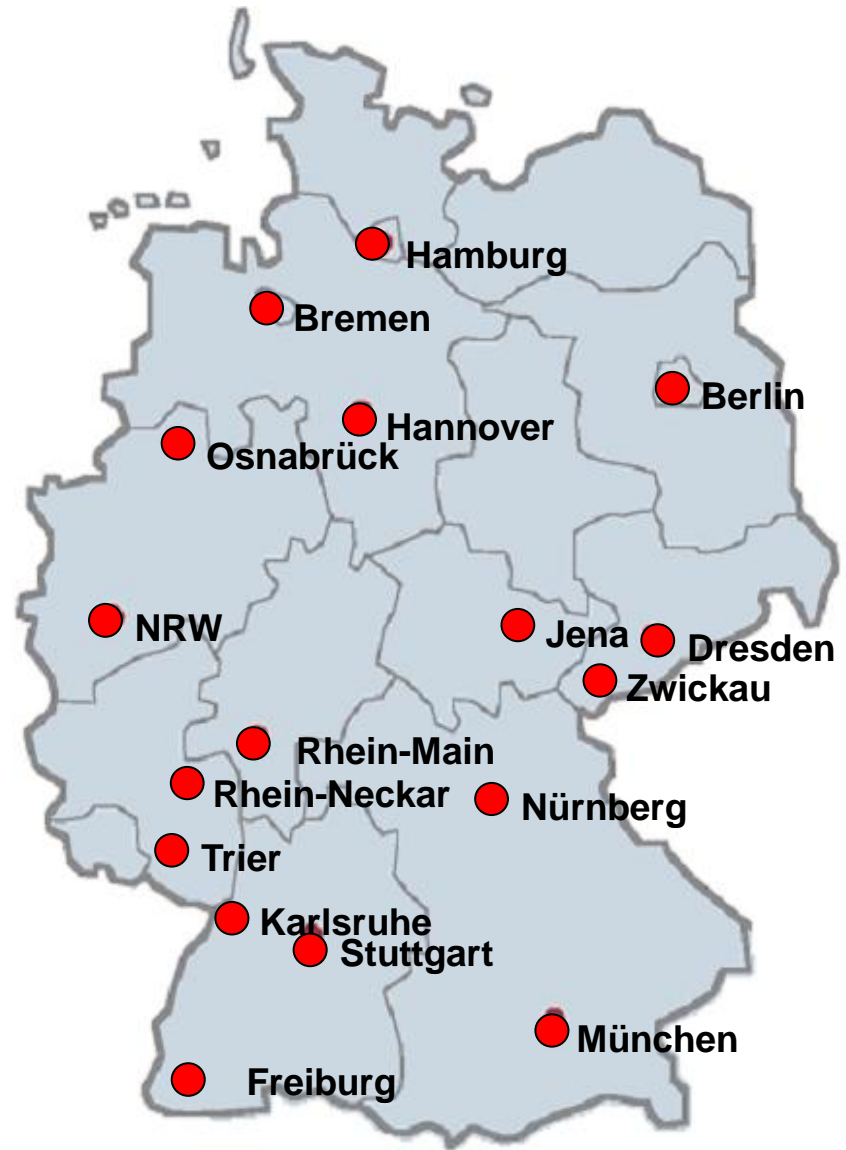 Hamburg
Bremen
Berlin
Hannover
Osnabrück
NRW
Jena
Dresden
Zwickau
Rhein-Main
Rhein-Neckar
Nürnberg
Trier
Karlsruhe
Stuttgart
München
Freiburg